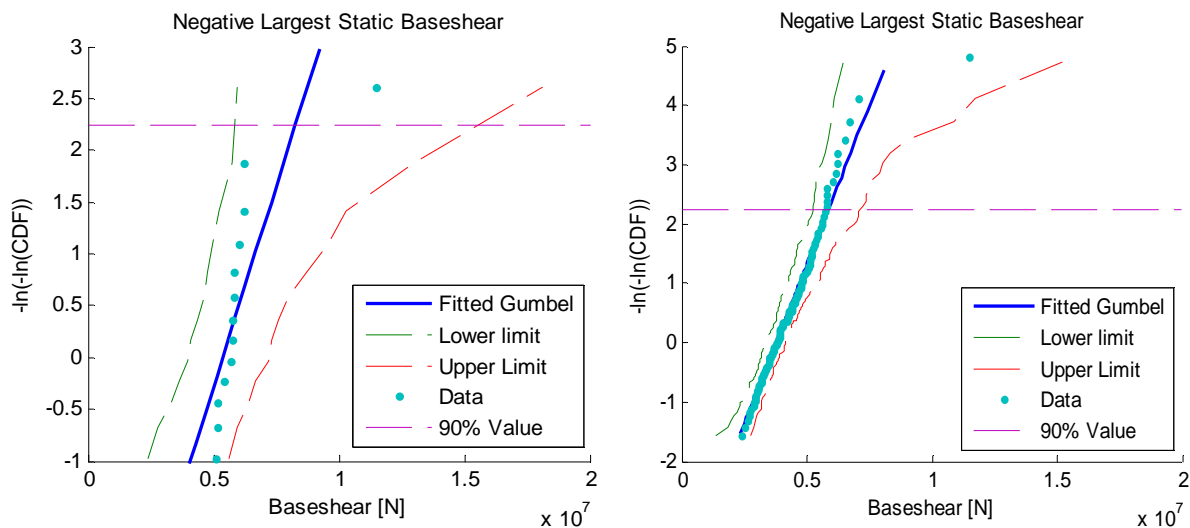 Negative Largest Static Baseshear
3
2.5
2
1.5
1
0.5
0
-0.5
-1
-ln(-ln(CDF))
0
0.5
1
1.5
2
Baseshear [N]
x 10^7
Fitted Gumbel
Lower limit
Upper Limit
Data
90% Value
Negative Largest Static Baseshear
5
4
3
2
1
0
-1
-2
-ln(-ln(CDF))
0
0.5
1
1.5
2
Baseshear [N]
x 10^7
Fitted Gumbel
Lower limit
Upper Limit
Data
90% Value